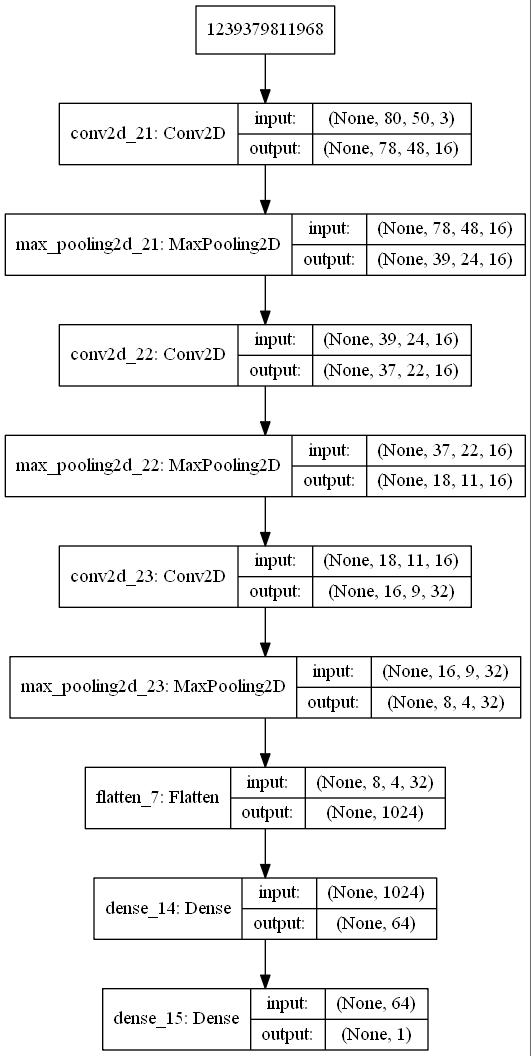 1239379811968
conv2d_21: Conv2D
input: (None, 80, 50, 3)
output: (None, 78, 48, 16)
max_pooling2d_21: MaxPooling2D
input: (None, 78, 48, 16)
output: (None, 39, 24, 16)
conv2d_22: Conv2D
input: (None, 39, 24, 16)
output: (None, 37, 22, 16)
max_pooling2d_22: MaxPooling2D
input: (None, 37, 22, 16)
output: (None, 18, 11, 16)
conv2d_23: Conv2D
input: (None, 18, 11, 16)
output: (None, 16, 9, 32)
max_pooling2d_23: MaxPooling2D
input: (None, 16, 9, 32)
output: (None, 8, 4, 32)
flatten_7: Flatten
input: (None, 8, 4, 32)
output: (None, 1024)
dense_14: Dense
input: (None, 1024)
output: (None, 64)
dense_15: Dense
input: (None, 64)
output: (None, 1)